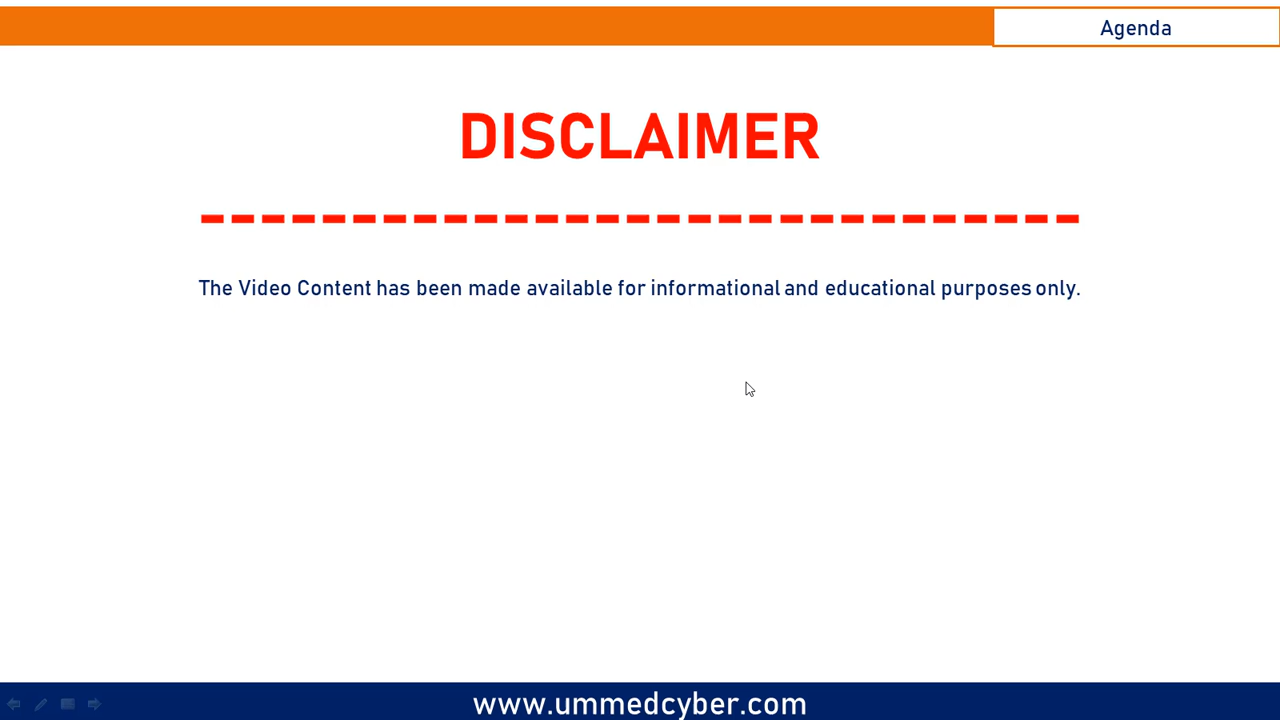 Agenda
DISCLAIMER
The Video Content has been made available for informational and educational purposes only.
www.ummedcyber.com